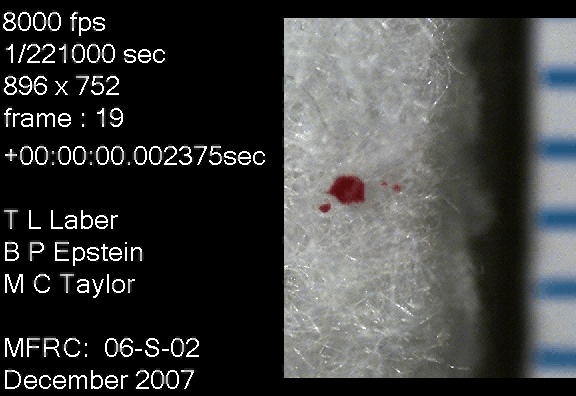 8000 fps
1/221000 sec
896 x 752
frame : 19
+00:00:00.002375sec
T L Laber
B P Epstein
M C Taylor
MFRC: 06-S-02
December 2007